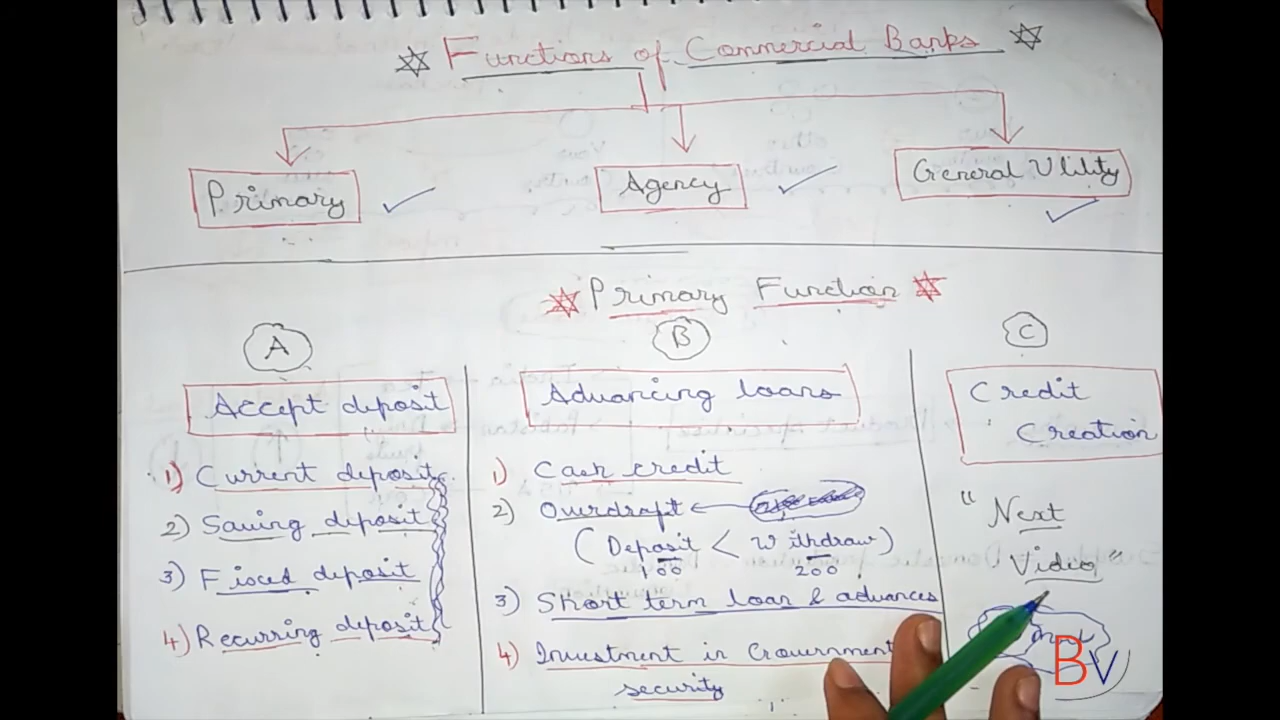 Functions of Commercial Banks
Primary
Agency
General Utility
Primary Function
A
Accept deposit
1) Current deposit
2) Saving deposit
3) Fixed deposit
4) Recurring deposit
B
Advancing loans
1) Cash credit
2) Overdraft
(Deposit < Withdraw)
100 200
3) Short term loan & advances
4) Investment in Government
security
C
Credit
Creation
"Next
Video"
BV